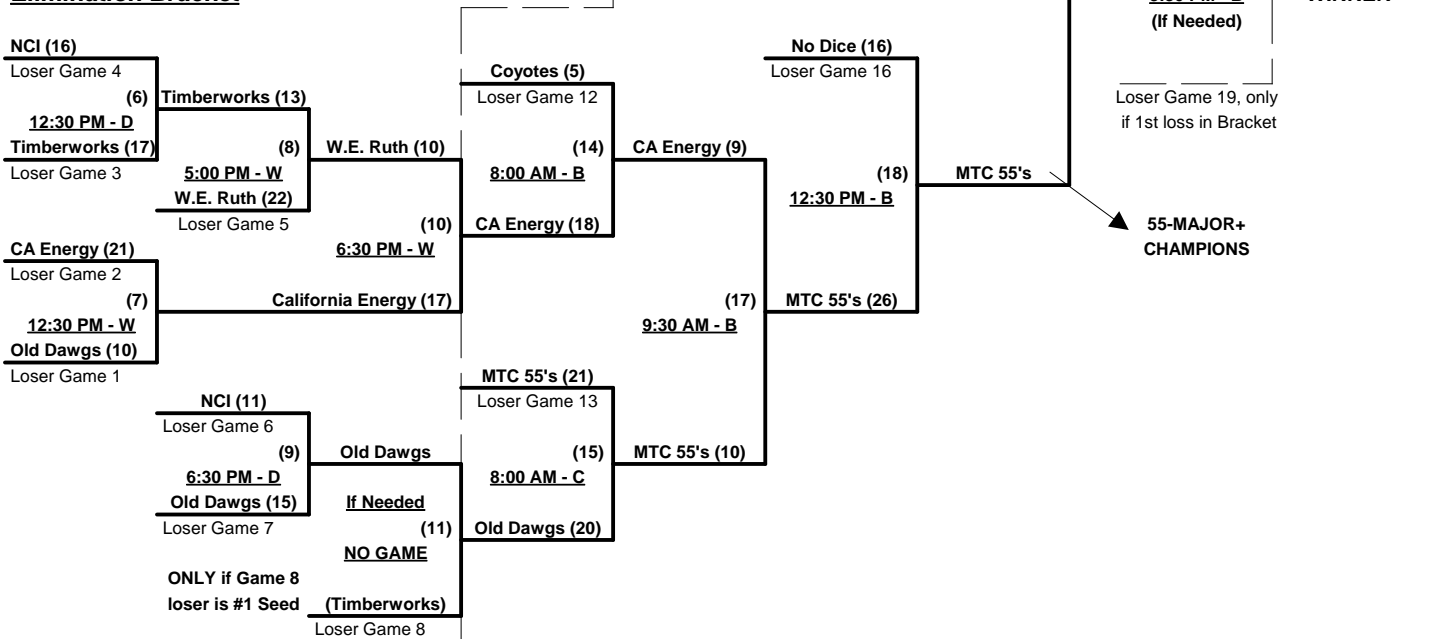 (If Needed)
NCI (16)
No Dice (16)
Loser Game 4
Coyotes (5)
Loser Game 16
(6)
Timberworks (13)
Loser Game 12
Loser Game 19, only
12:30 PM - D
if 1st loss in Bracket
Timberworks (17)
(8)
W.E. Ruth (10)
(14)
CA Energy (9)
Loser Game 3
5:00 PM - W
8:00 AM - B
(18)
MTC 55's
W.E. Ruth (22)
12:30 PM - B
Loser Game 5
(10)
CA Energy (18)
55-MAJOR+
CA Energy (21)
6:30 PM - W
CHAMPIONS
Loser Game 2
(7)
California Energy (17)
(17)
MTC 55's (26)
12:30 PM - W
9:30 AM - B
Old Dawgs (10)
Loser Game 1
MTC 55's (21)
NCI (11)
Loser Game 13
Loser Game 6
(9)
Old Dawgs
(15)
MTC 55's (10)
6:30 PM - D
8:00 AM - C
Old Dawgs (15)
If Needed
Loser Game 7
(11)
Old Dawgs (20)
NO GAME
ONLY if Game 8
loser is #1 Seed
(Timberworks)
Loser Game 8